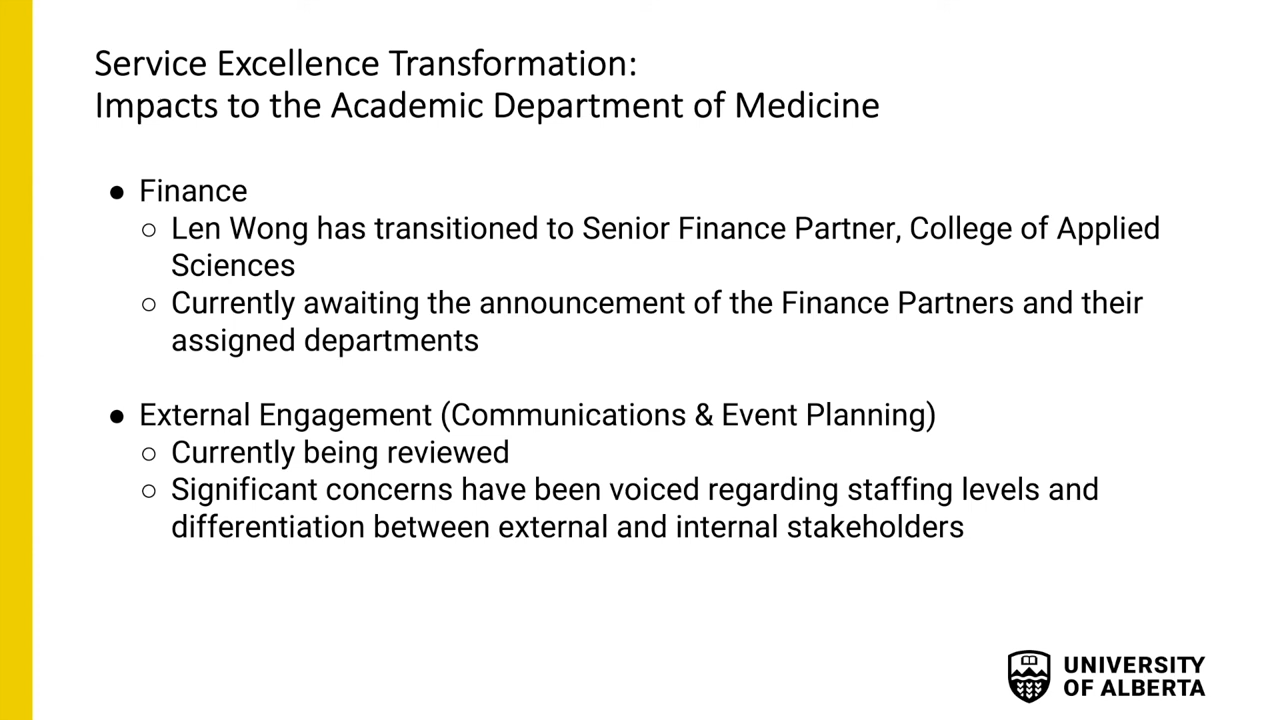 Service Excellence Transformation:
Impacts to the Academic Department of Medicine
● Finance
○ Len Wong has transitioned to Senior Finance Partner, College of Applied
Sciences
○ Currently awaiting the announcement of the Finance Partners and their
assigned departments
● External Engagement (Communications & Event Planning)
○ Currently being reviewed
○ Significant concerns have been voiced regarding staffing levels and
differentiation between external and internal stakeholders
UNIVERSITY
OF ALBERTA